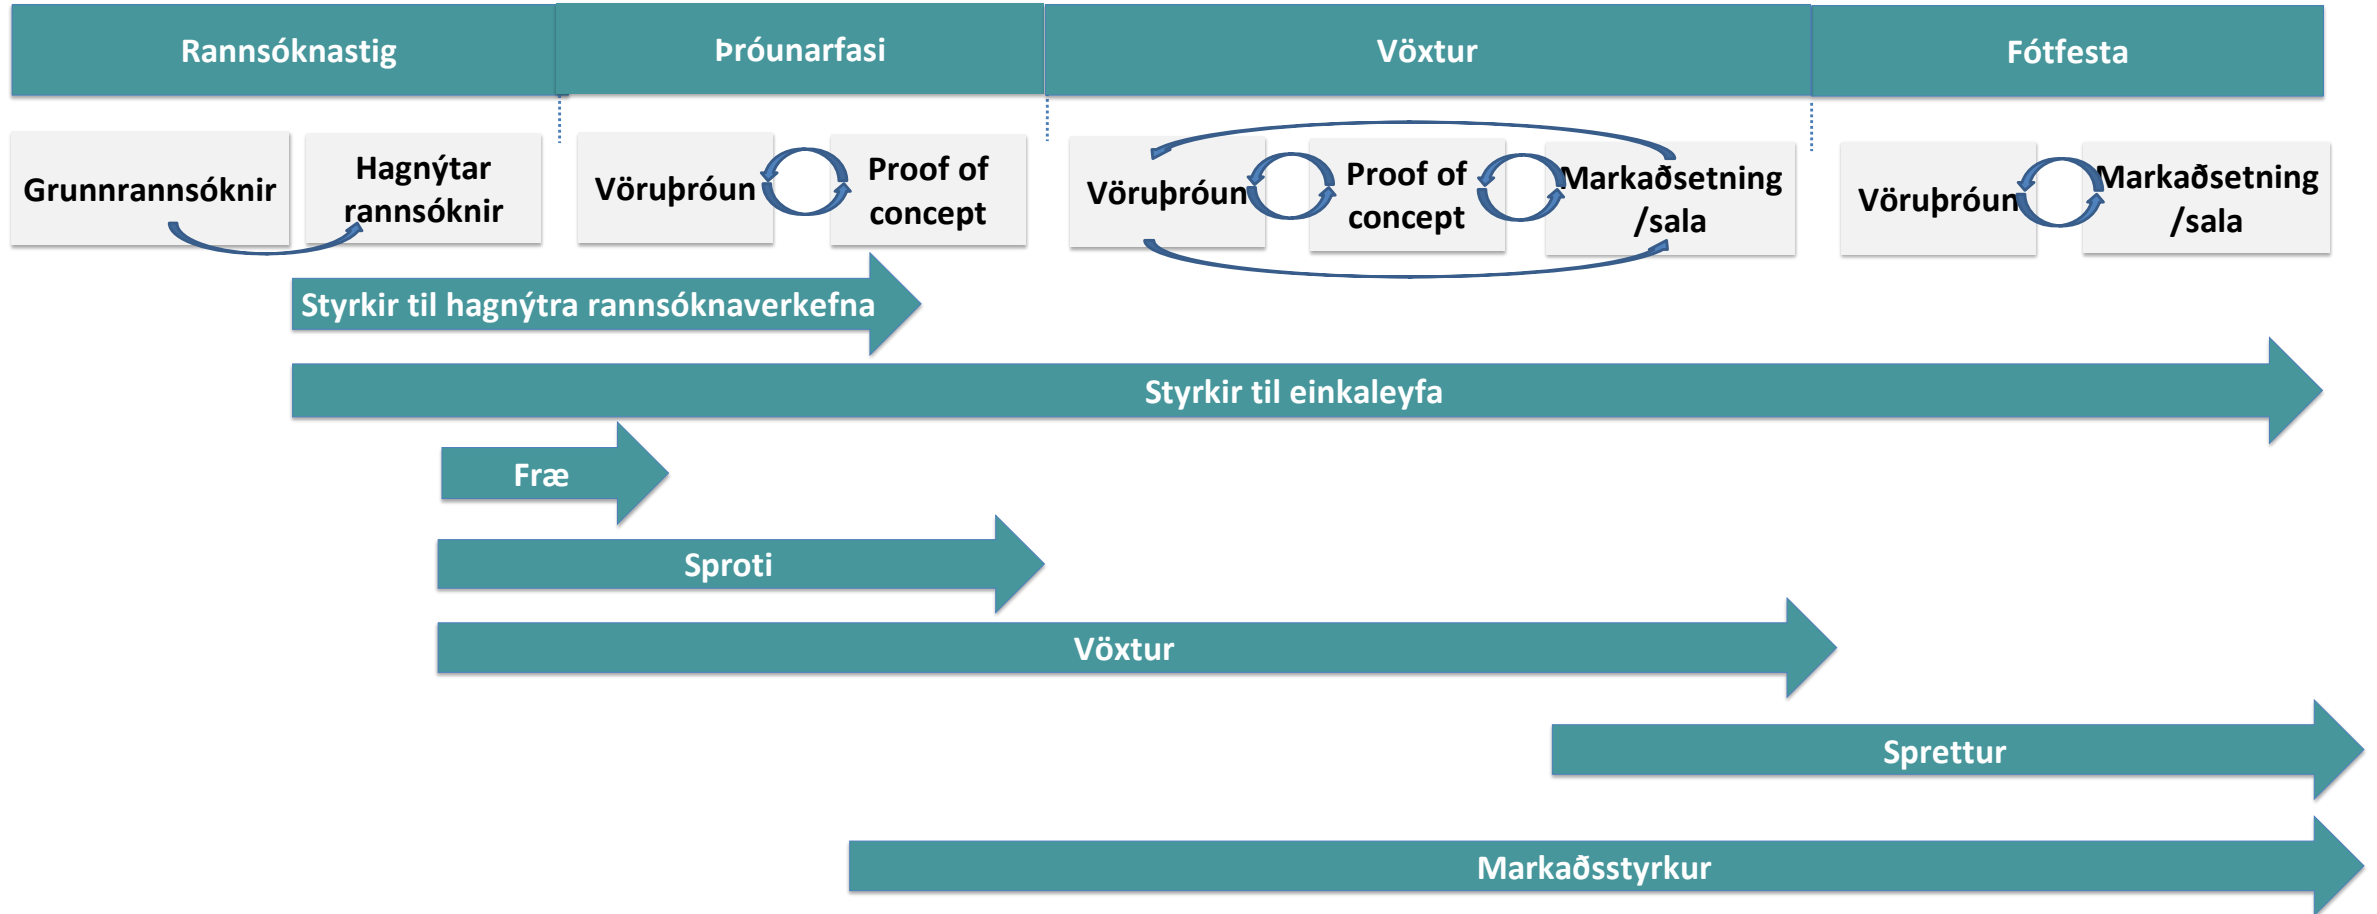 Rannsóknastig
Þróunarfasi
Vöxtur
Fótfesta
Grunnrannsóknir
Hagnýtar
rannsóknir
Vöruþróun
Proof of
concept
Vöruþróun
Proof of
concept
Markaðsetning
/sala
Vöruþróun
Markaðsetning
/sala
Styrkir til hagnýtra rannsóknaverkefna
Styrkir til einkaleyfa
Fræ
Sproti
Vöxtur
Sprettur
Markaðsstyrkur